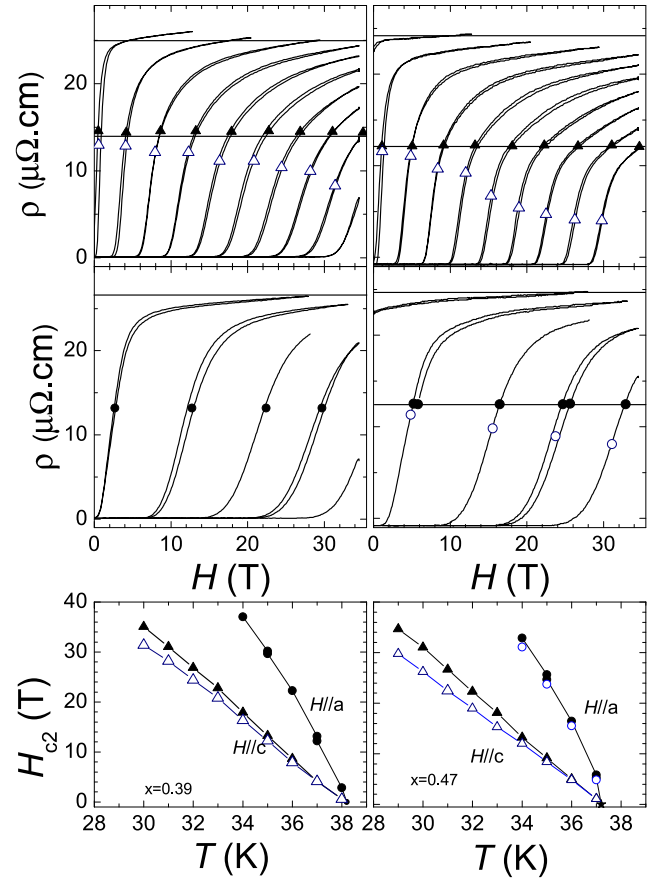 ρ (μΩ.cm)
20
10
0
ρ (μΩ.cm)
20
10
0
0 10 20 30 0 10 20 30
H (T) H (T)
H_c2 (T)
40
30
20
10
0
H//a
H//c
x=0.39
H//a
H//c
x=0.47
28 30 32 34 36 38 28 30 32 34 36 38
T (K) T (K)